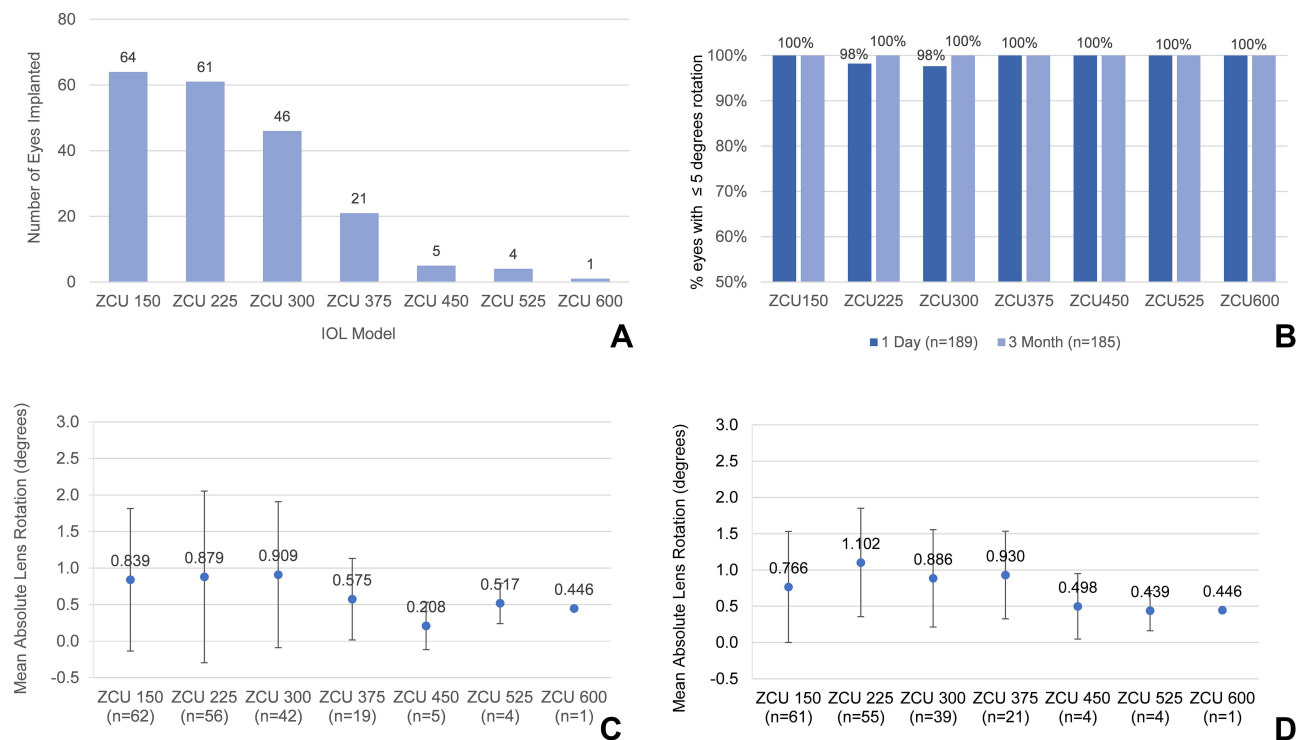 80
60
40
20
0
Number of Eyes Implanted
64
61
46
21
5
4
1
ZCU 150 ZCU 225 ZCU 300 ZCU 375 ZCU 450 ZCU 525 ZCU 600
IOL Model
A
100%
90%
80%
70%
60%
50%
% eyes with ≤ 5 degrees rotation
100% 98% 100% 98% 100% 100% 100% 100% 100%
ZCU150 ZCU225 ZCU300 ZCU375 ZCU450 ZCU525 ZCU600
1 Day (n=189) 3 Month (n=185)
B
Mean Absolute Lens Rotation (degrees)
3.0
2.5
2.0
1.5
1.0
0.5
0.0
-0.5
0.839 0.879 0.909 0.575 0.208 0.517 0.446
ZCU 150 ZCU 225 ZCU 300 ZCU 375 ZCU 450 ZCU 525 ZCU 600
(n=62) (n=56) (n=42) (n=19) (n=5) (n=4) (n=1)
C
Mean Absolute Lens Rotation (degrees)
3.0
2.5
2.0
1.5
1.0
0.5
0.0
-0.5
0.766 1.102 0.886 0.930 0.498 0.439 0.446
ZCU 150 ZCU 225 ZCU 300 ZCU 375 ZCU 450 ZCU 525 ZCU 600
(n=61) (n=55) (n=39) (n=21) (n=4) (n=4) (n=1)
D